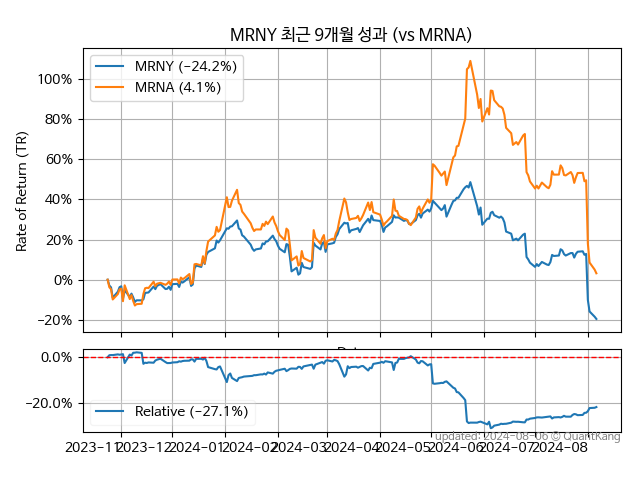 MRNY 최근 9개월 성과 (vs MRNA)
Rate of Return (TR)
MRNY (−24.2%)
MRNA (4.1%)
100%
80%
60%
40%
20%
0%
−20%
0.0%
−20.0%
Relative (−27.1%)
updated: 2024-08-06 © QuantKang
2023-11 2023-12 2024-01 2024-02 2024-03 2024-04 2024-05 2024-06 2024-07 2024-08